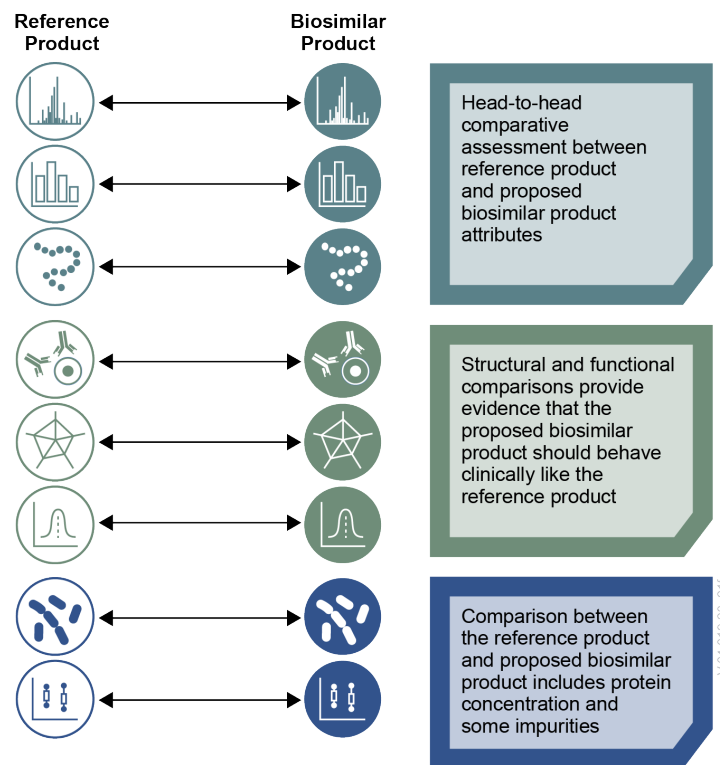 Reference
Product
Biosimilar
Product
Head-to-head
comparative
assessment between
reference product
and proposed
biosimilar product
attributes
Structural and functional
comparisons provide
evidence that the
proposed biosimilar
product should behave
clinically like the
reference product
Comparison between
the reference product
and proposed biosimilar
product includes protein
concentration and
some impurities